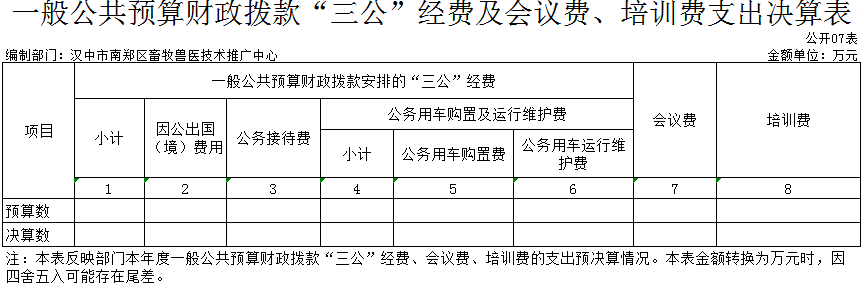 一般公共预算财政拨款“三公”经费及会议费、培训费支出决算表
公开07表
编制部门：汉中市南郑区畜牧兽医技术推广中心 金额单位：万元
项目
一般公共预算财政拨款安排的“三公”经费
会议费
培训费
小计
因公出国
（境）费用
公务接待费
公务用车购置及运行维护费
小计
公务用车购置费
公务用车运行维
护费
1 2 3 4 5 6 7 8
预算数
决算数
注：本表反映部门本年度一般公共预算财政拨款“三公”经费、会议费、培训费的支出预决算情况。本表金额转换为万元时，因
四舍五入可能存在尾差。